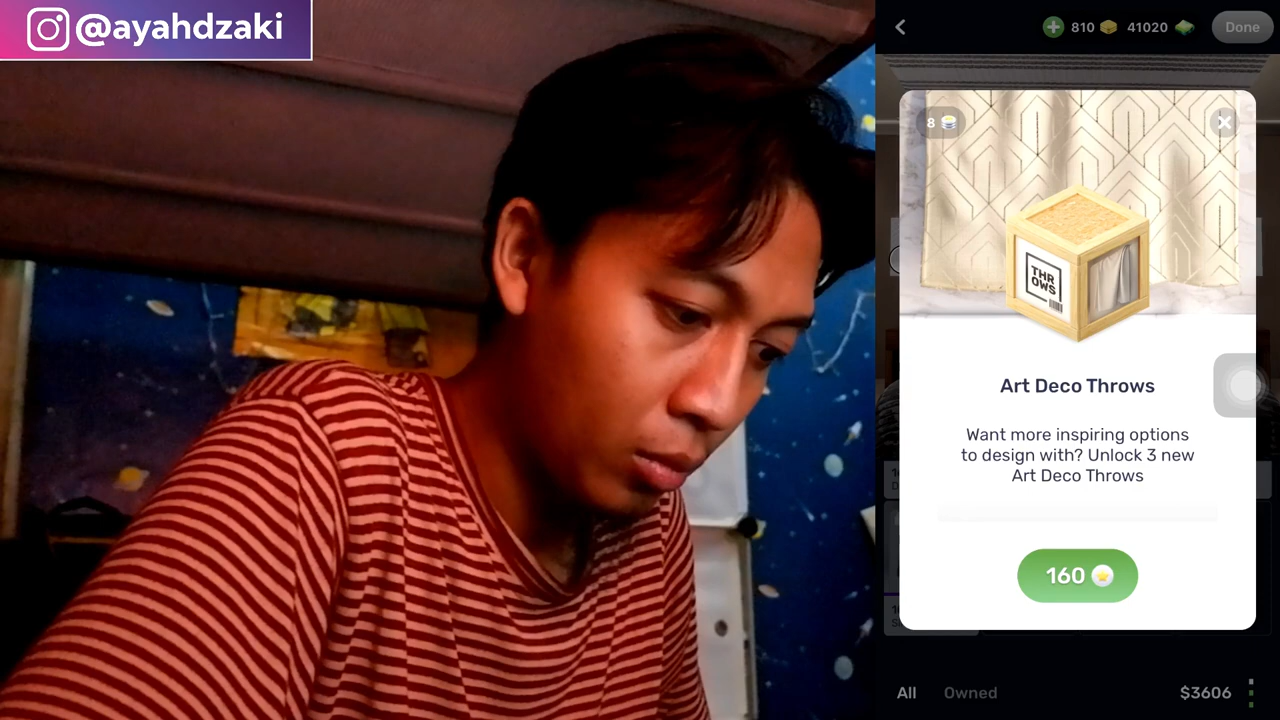 @ayahdzaki
810 41020 Done
8
THR
OWS
Art Deco Throws
Want more inspiring options
to design with? Unlock 3 new
Art Deco Throws
160
All Owned $3606